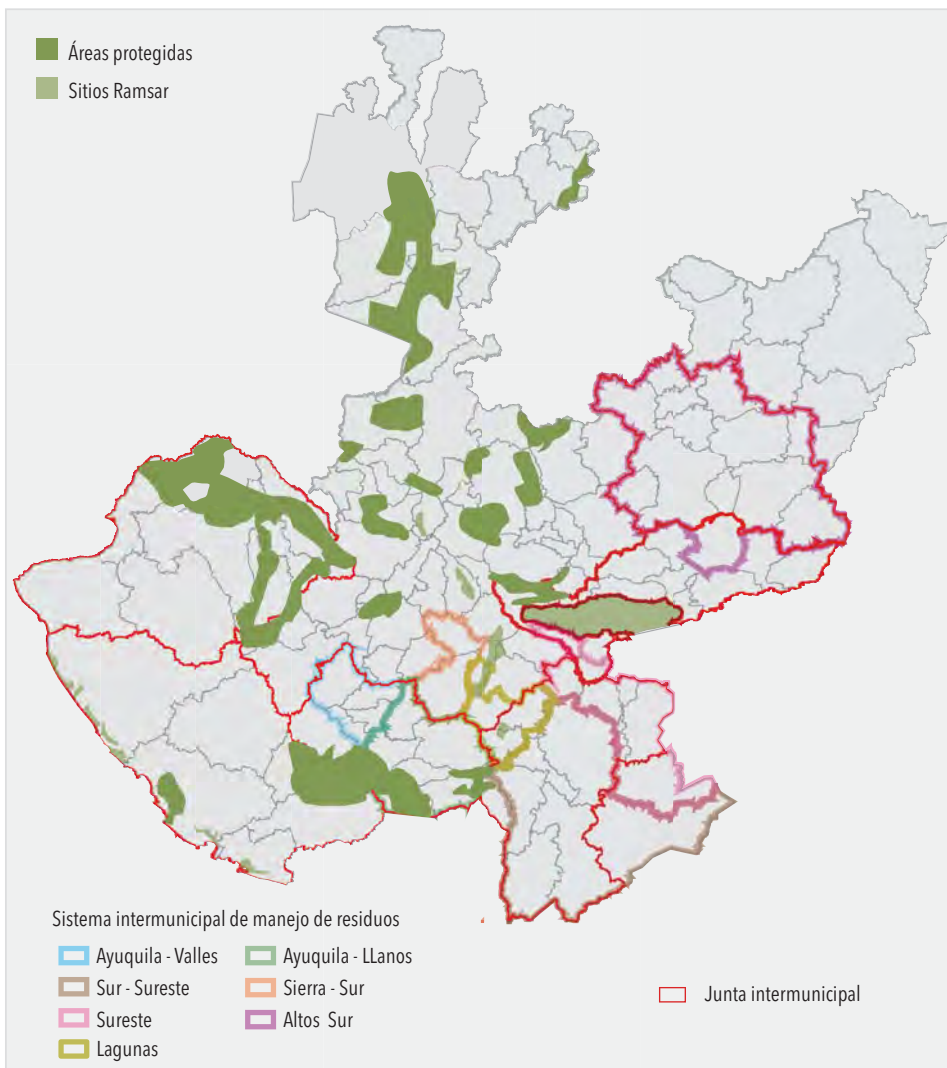 Áreas protegidas
Sitios Ramsar
Sistema intermunicipal de manejo de residuos
Ayuquila - Valles
Ayuquila - LLanos
Sur - Sureste
Sierra - Sur
Sureste
Altos Sur
Lagunas
Junta intermunicipal